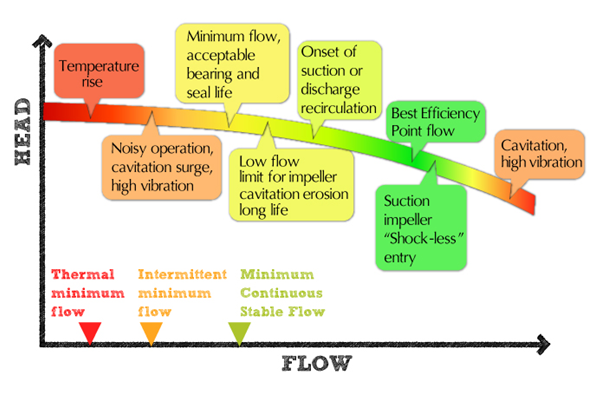 HEAD
Temperature
rise
Noisy operation,
cavitation surge,
high vibration
Minimum flow,
acceptable
bearing and
seal life
Low flow
limit for impeller
cavitation erosion
long life
Onset of
suction or
discharge
recirculation
Best Efficiency
Point flow
Suction
impeller
“Shock-less”
entry
Cavitation,
high vibration
Thermal
minimum
flow
Intermittent
minimum
flow
Minimum
Continuous
Stable Flow
FLOW